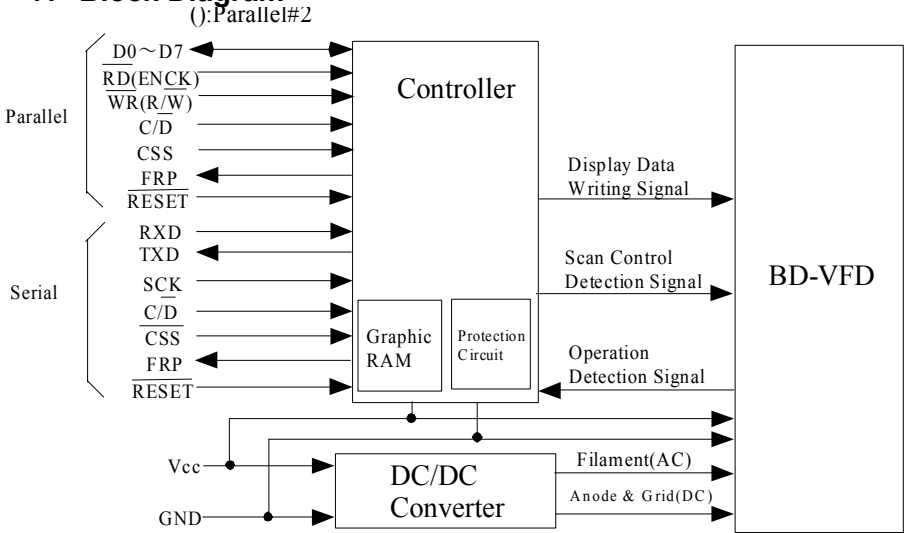 Block Diagram
():Parallel#2
D0～D7
RD(ENCK)
WR(R/W)
C/D
CSS
FRP
RESET
Parallel
RXD
TXD
SCK
C/D
CSS
FRP
RESET
Serial
Controller
Graphic
RAM
Protection
Circuit
Display Data
Writing Signal
Scan Control
Detection Signal
Operation
Detection Signal
BD-VFD
Vcc
GND
DC/DC
Converter
Filament(AC)
Anode & Grid(DC)